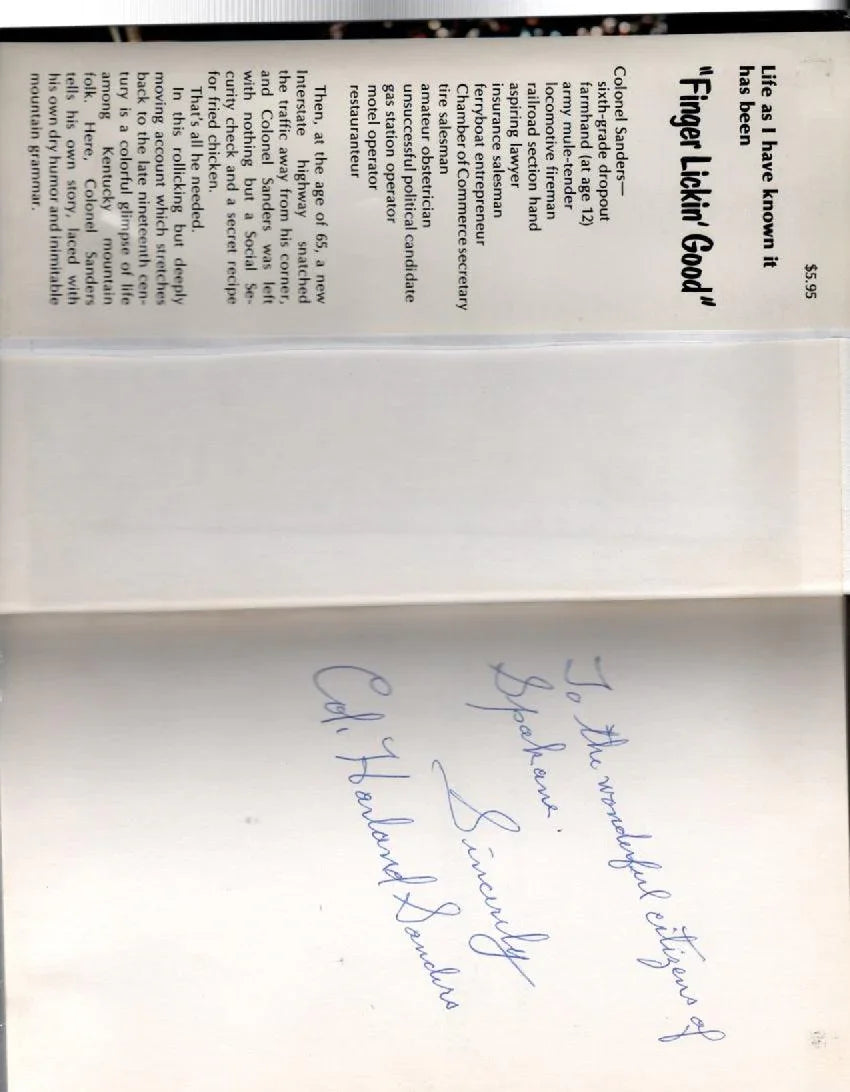 $5.95
Life as I have known it
has been
"Finger Lickin' Good"
Colonel Sanders—
sixth-grade dropout
farmhand (at age 12)
army mule-tender
locomotive fireman
railroad section hand
aspiring lawyer
insurance salesman
ferryboat entrepreneur
Chamber of Commerce secretary
tire salesman
amateur obstetrician
unsuccessful political candidate
gas station operator
motel operator
restauranteur
Then, at the age of 65, a new
Interstate highway snatched
the traffic away from his corner,
and Colonel Sanders was left
with nothing but a Social Se-
curity check and a secret recipe
for fried chicken.
That's all he needed.
In this rollicking but deeply
moving account which stretches
back to the late nineteenth cen-
tury is a colorful glimpse of life
among Kentucky mountain
folk. Here, Colonel Sanders
tells his own story, laced with
his own dry humor and inimitable
mountain grammar.
To the wonderful citizens of
Spokane.
Sincerely
Col. Harland Sanders